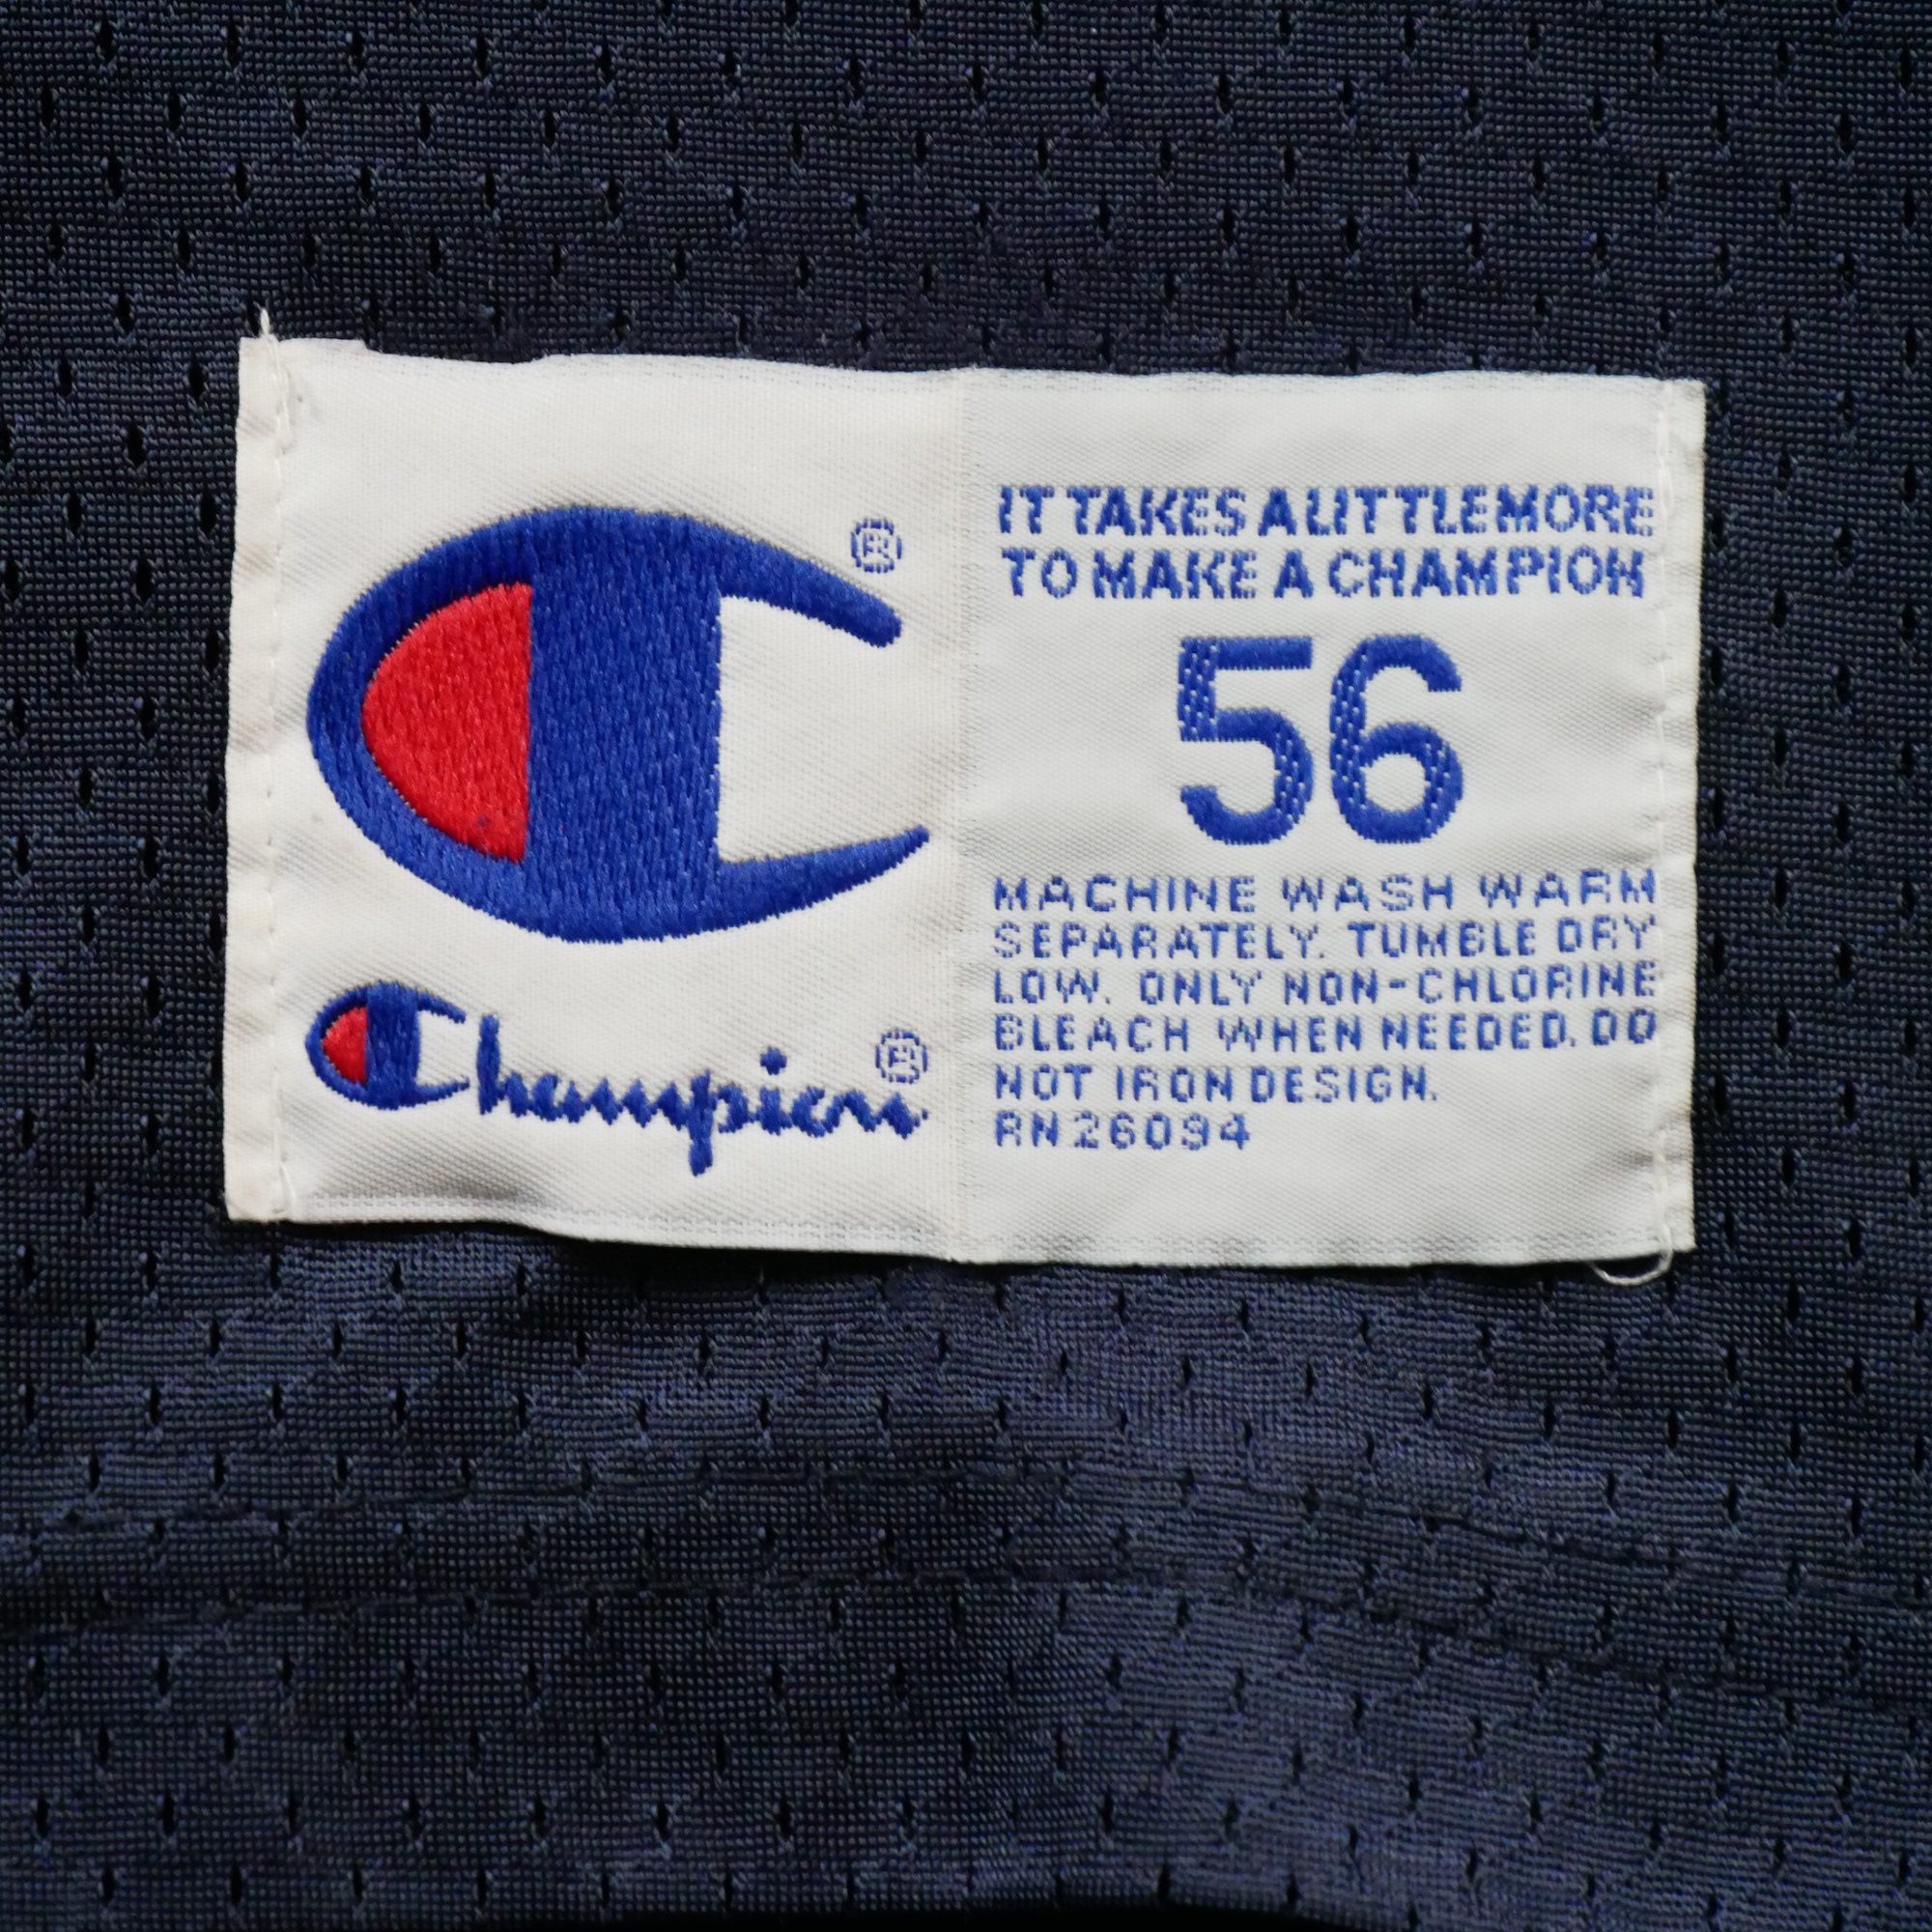 ®
Champion®
IT TAKES A LITTLE MORE
TO MAKE A CHAMPION
56
MACHINE WASH WARM
SEPARATELY. TUMBLE DRY
LOW. ONLY NON-CHLORINE
BLEACH WHEN NEEDED. DO
NOT IRON DESIGN.
RN 26094